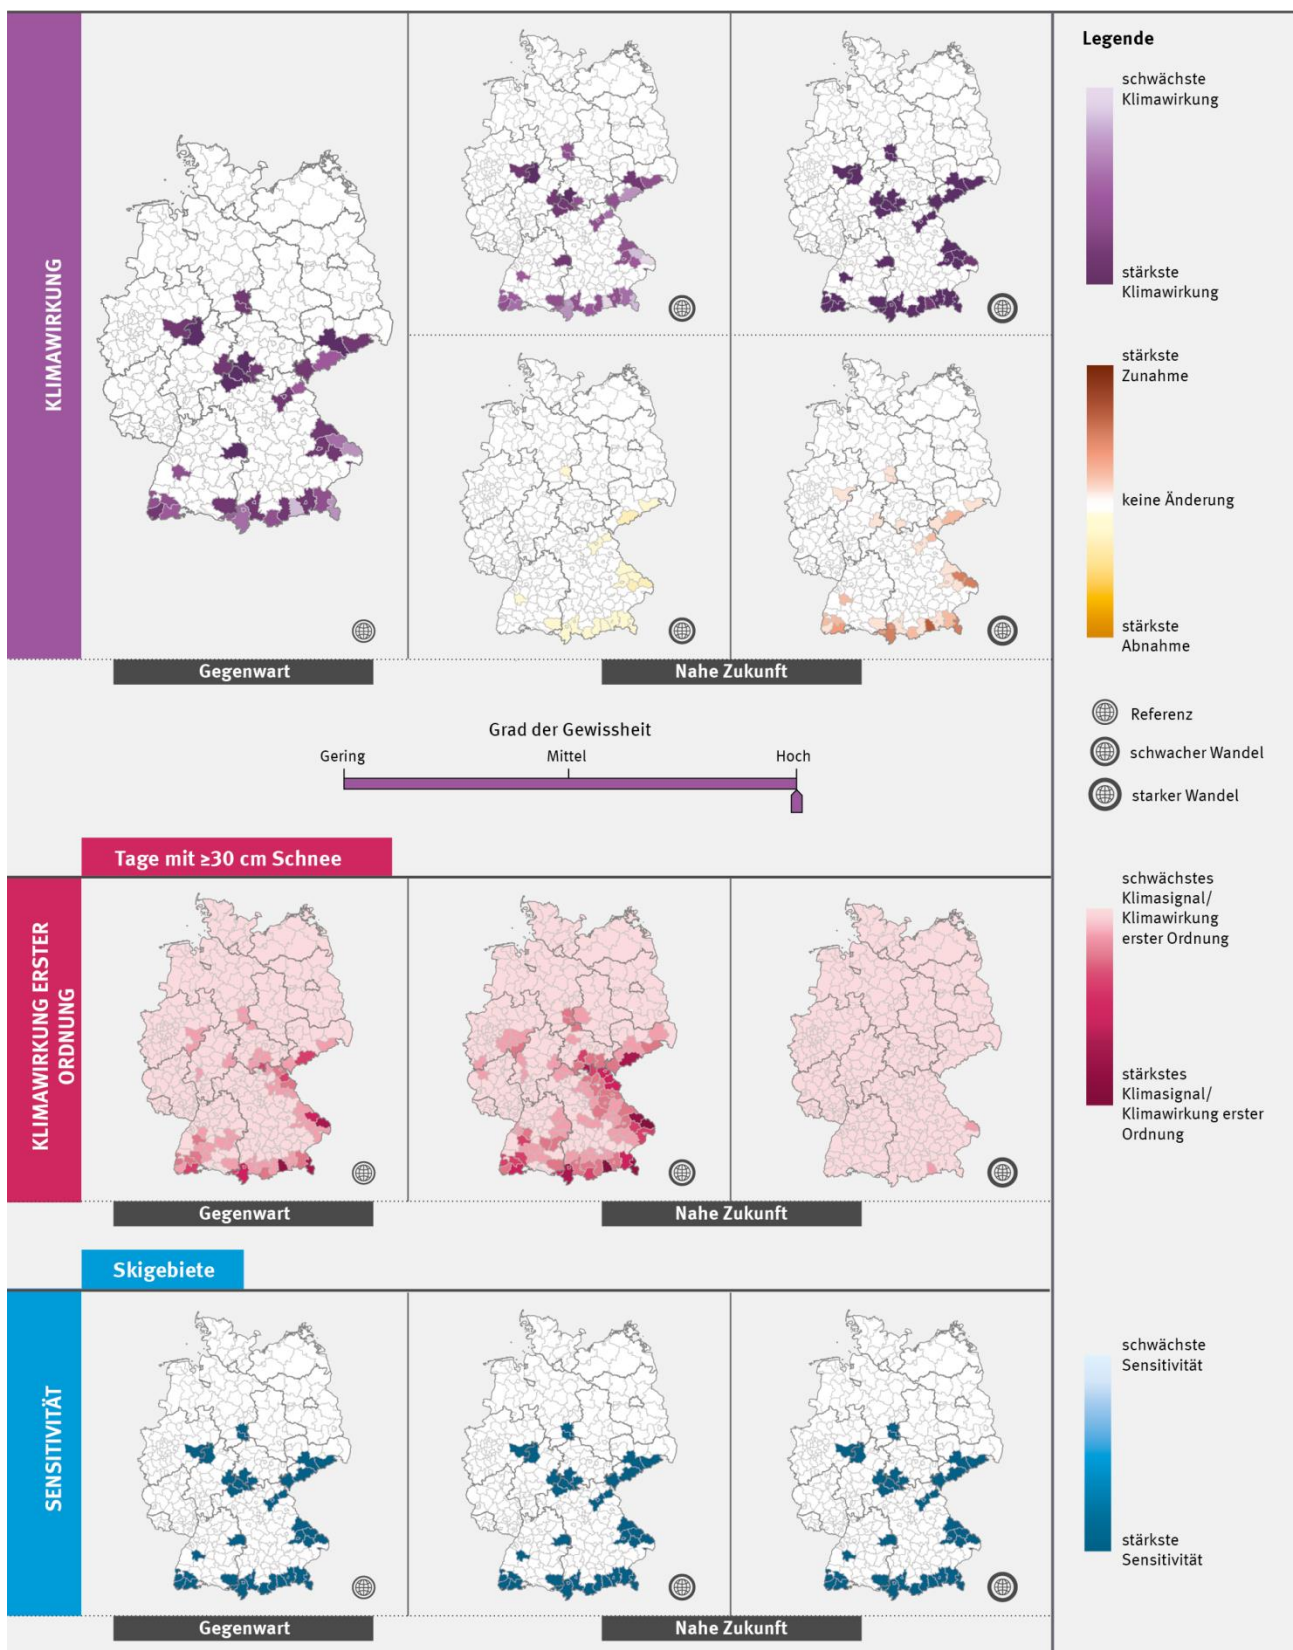 KLIMAWIRKUNG
Gegenwart
Nahe Zukunft
Grad der Gewissheit
Gering
Mittel
Hoch
Tage mit ≥30 cm Schnee
KLIMAWIRKUNG ERSTER
ORDNUNG
Gegenwart
Nahe Zukunft
Skigebiete
SENSITIVITÄT
Gegenwart
Nahe Zukunft
Legende
schwächste
Klimawirkung
stärkste
Klimawirkung
stärkste
Zunahme
keine Änderung
stärkste
Abnahme
Referenz
schwacher Wandel
starker Wandel
schwächstes
Klimasignal/
Klimawirkung
erster Ordnung
stärkstes
Klimasignal/
Klimawirkung erster
Ordnung
schwächste
Sensitivität
stärkste
Sensitivität